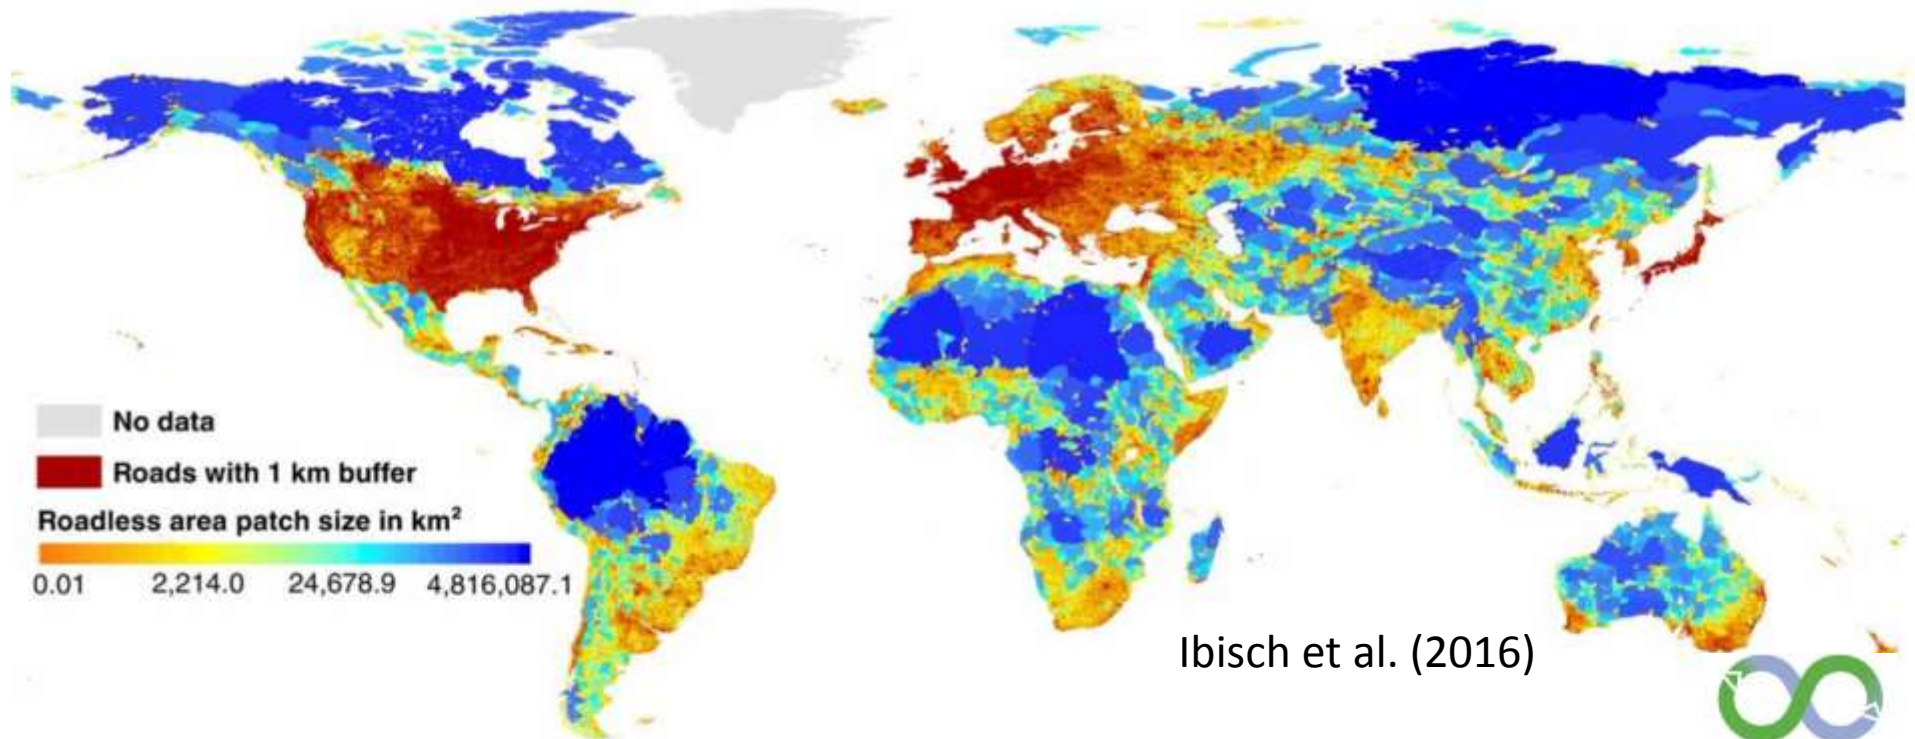 No data
Roads with 1 km buffer
Roadless area patch size in km²
0.01 2,214.0 24,678.9 4,816,087.1
Ibisch et al. (2016)